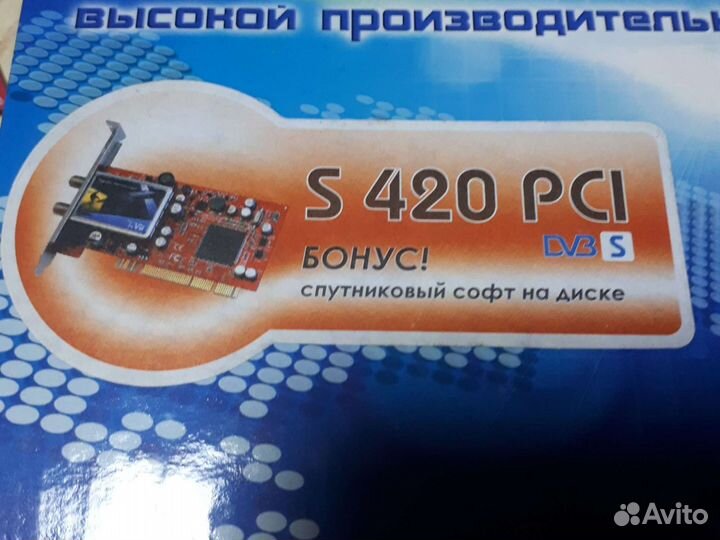 высокой производитель
S 420 PCI
DVB S
БОНУС!
спутниковый софт на диске
Avito